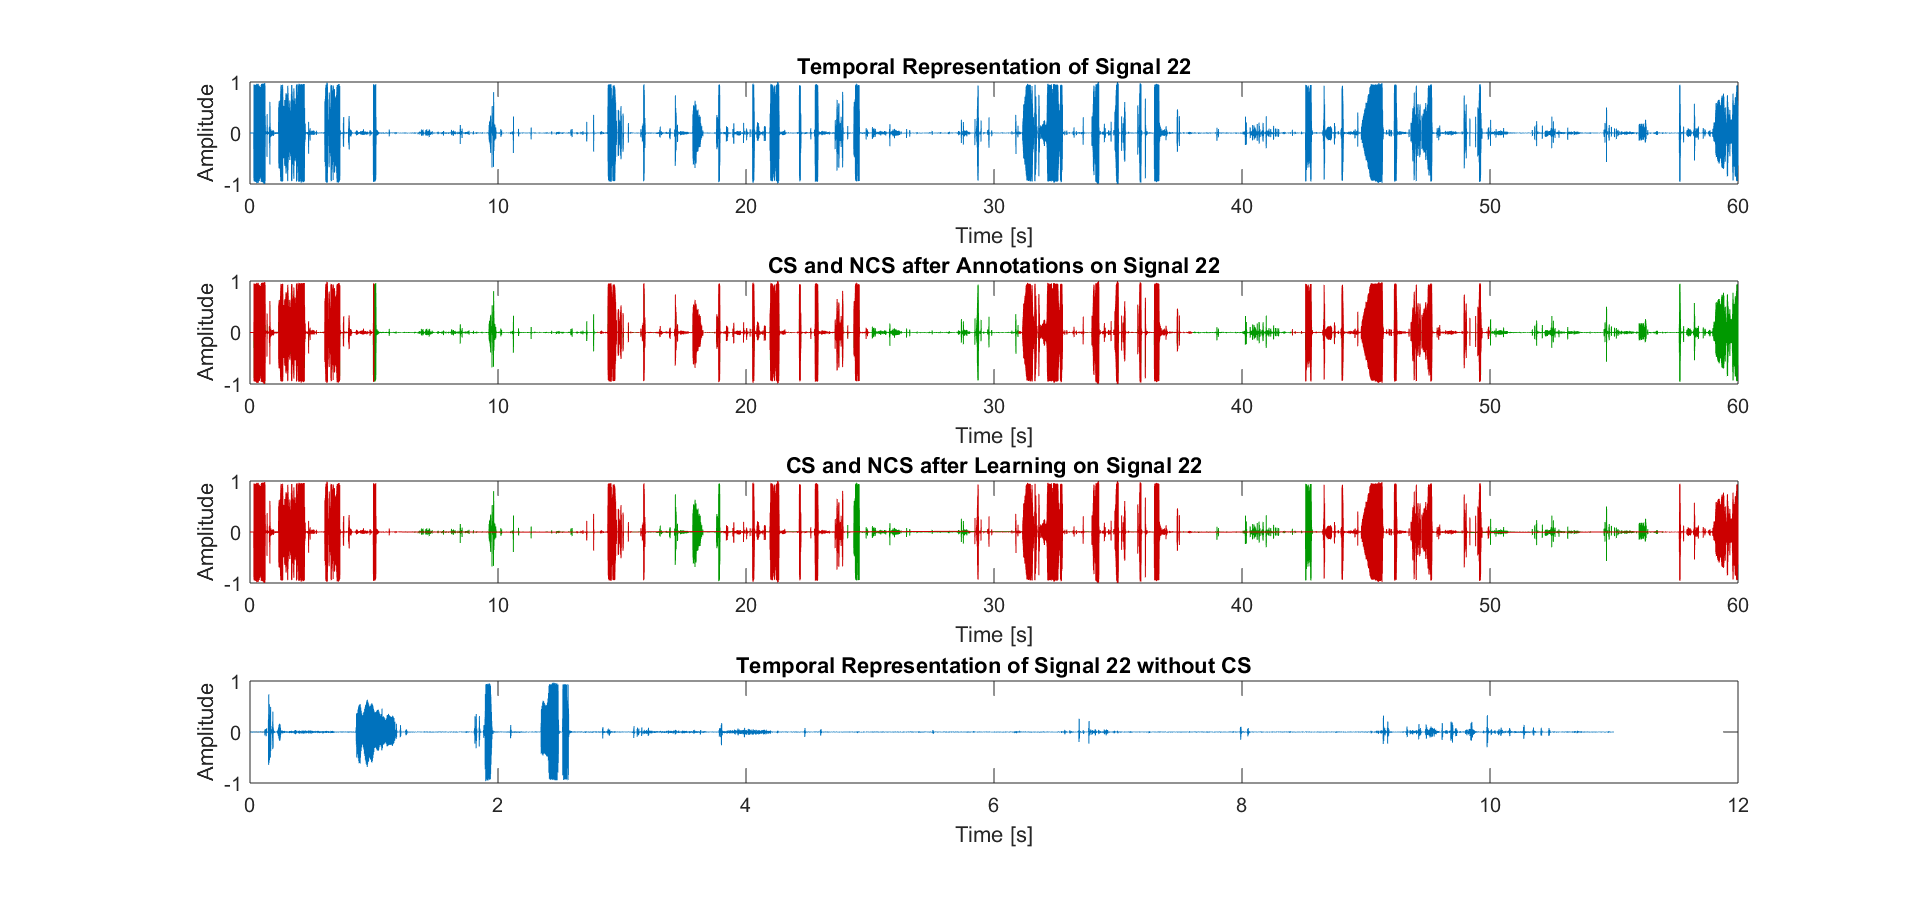 Temporal Representation of Signal 22
Amplitude
1
0
-1
0 10 20 30 40 50 60
Time [s]
CS and NCS after Annotations on Signal 22
Amplitude
1
0
-1
0 10 20 30 40 50 60
Time [s]
CS and NCS after Learning on Signal 22
Amplitude
1
0
-1
0 10 20 30 40 50 60
Time [s]
Temporal Representation of Signal 22 without CS
Amplitude
1
0
-1
0 2 4 6 8 10 12
Time [s]